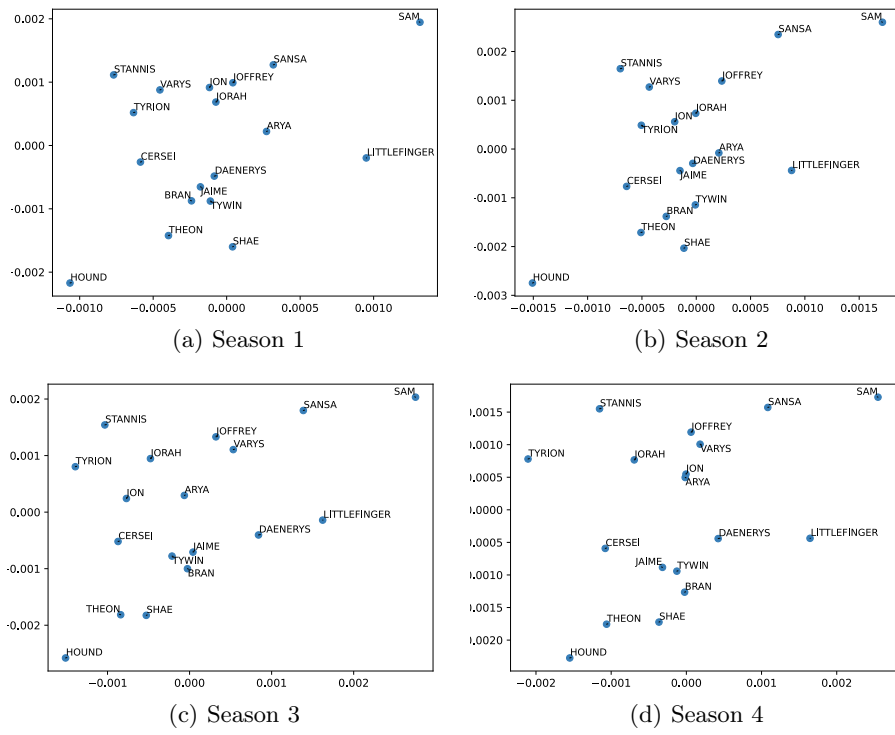 SAM
0.002
SANSA
STANNIS
VARYS
JON
JOFFREY
0.001
JORAH
TYRION
ARYA
0.000
LITTLEFINGER
CERSEI
DAENERYS
BRAN
JAIME
-0.001
TYWIN
THEON
SHAE
-0.002
HOUND
−0.0010 −0.0005 0.0000 0.0005 0.0010
(a) Season 1
SAM
0.002
SANSA
STANNIS
VARYS
JOFFREY
0.001
JORAH
JON
TYRION
ARYA
0.000
DAENERYS
LITTLEFINGER
CERSEI
JAIME
-0.001
TYWIN
BRAN
THEON
-0.002
SHAE
HOUND
-0.003
−0.0015 −0.0010 −0.0005 0.0000 0.0005 0.0010 0.0015
(b) Season 2
SAM
0.002
SANSA
STANNIS
JOFFREY
VARYS
0.001
JORAH
TYRION
ARYA
JON
0.000
LITTLEFINGER
DAENERYS
CERSEI
JAIME
TYWIN
-0.001
BRAN
THEON
SHAE
-0.002
HOUND
−0.001 0.000 0.001 0.002
(c) Season 3
SAM
0.0015
STANNIS
SANSA
JOFFREY
0.0010
VARYS
TYRION
JORAH
JON
0.0005
ARYA
0.0000
DAENERYS
LITTLEFINGER
0.0005
CERSEI
JAIME
TYWIN
0.0010
BRAN
0.0015
THEON
SHAE
0.0020
HOUND
−0.002 0.000 0.001 0.002
(d) Season 4